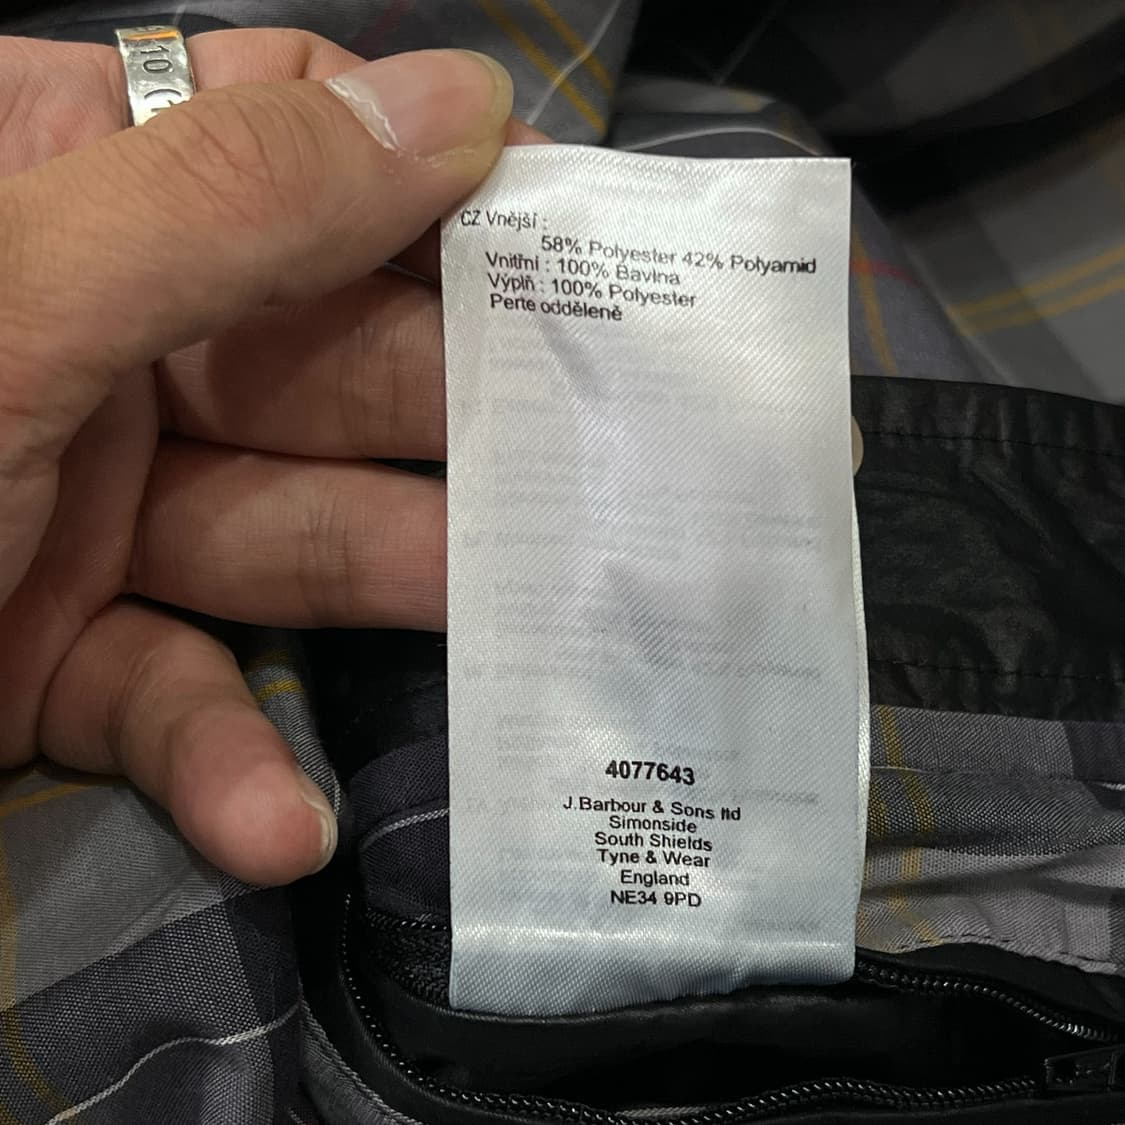 10
CZ Vnější :
58% Polyester 42% Polyamid
Vnitřní : 100% Bavlna
Výplň : 100% Polyester
Perte odděleně
4077643
J.Barbour & Sons ltd
Simonside
South Shields
Tyne & Wear
England
NE34 9PD